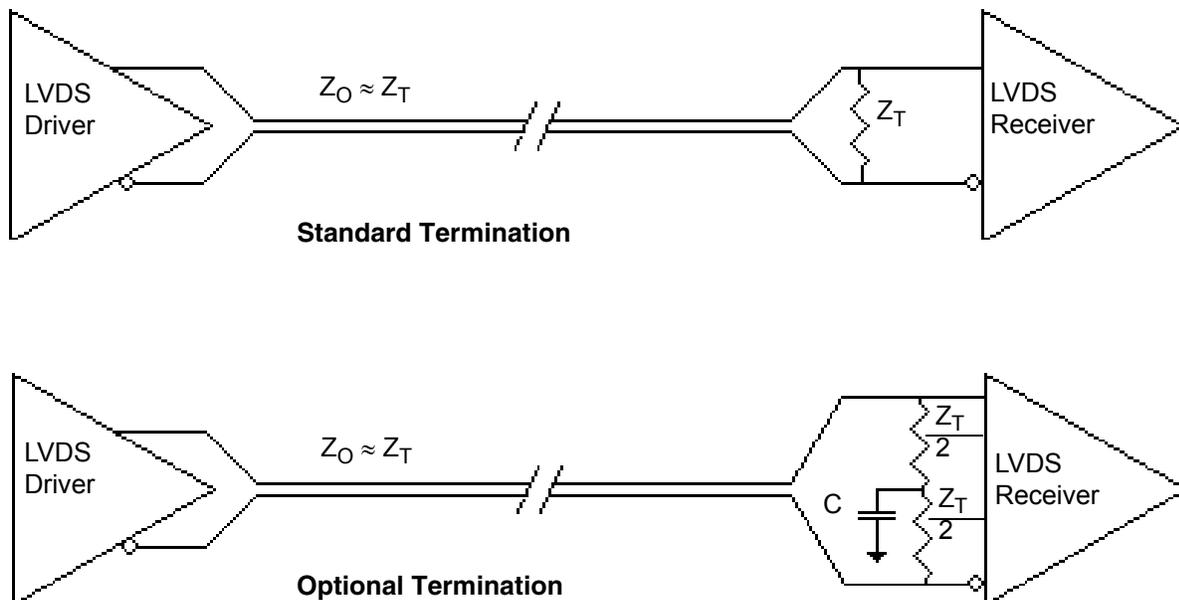 LVDS
Driver
Z_O ≈ Z_T
Z_T
LVDS
Receiver
Standard Termination
LVDS
Driver
Z_O ≈ Z_T
Z_T
2
C
Z_T
2
LVDS
Receiver
Optional Termination